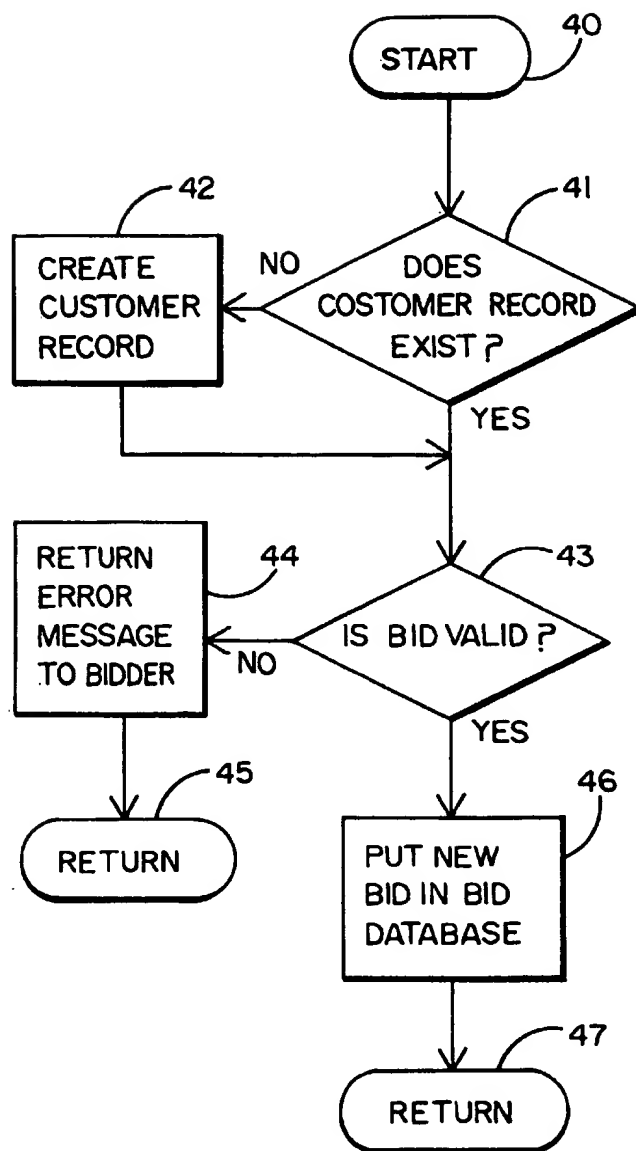 40
START
42
41
CREATE
CUSTOMER
RECORD
NO
DOES
COSTOMER RECORD
EXIST?
YES
RETURN
ERROR
MESSAGE
TO BIDDER
44
43
IS BID VALID?
NO
YES
45
RETURN
46
PUT NEW
BID IN BID
DATABASE
47
RETURN